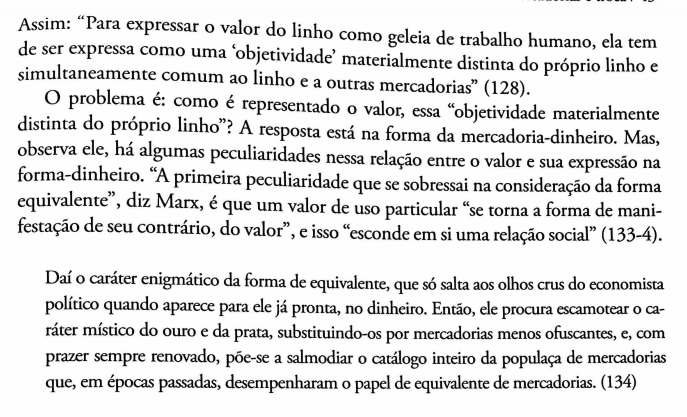 Assim: “Para expressar o valor do linho como geleia de trabalho humano, ela tem
de ser expressa como uma ‘objetividade’ materialmente distinta do próprio linho e
simultaneamente comum ao linho e a outras mercadorias” (128).
O problema é: como é representado o valor, essa “objetividade materialmente
distinta do próprio linho”? A resposta está na forma da mercadoria-dinheiro. Mas,
observa ele, há algumas peculiaridades nessa relação entre o valor e sua expressão na
forma-dinheiro. “A primeira peculiaridade que se sobressai na consideração da forma
equivalente”, diz Marx, é que um valor de uso particular “se torna a forma de mani-
festação de seu contrário, do valor”, e isso “esconde em si uma relação social” (133-4).
Daí o caráter enigmático da forma de equivalente, que só salta aos olhos crus do economista
político quando aparece para ele já pronta, no dinheiro. Então, ele procura escamotear o ca-
ráter místico do ouro e da prata, substituindo-os por mercadorias menos ofuscantes, e, com
prazer sempre renovado, põe-se a salmodiar o catálogo inteiro da populaça de mercadorias
que, em épocas passadas, desempenharam o papel de equivalente de mercadorias. (134)